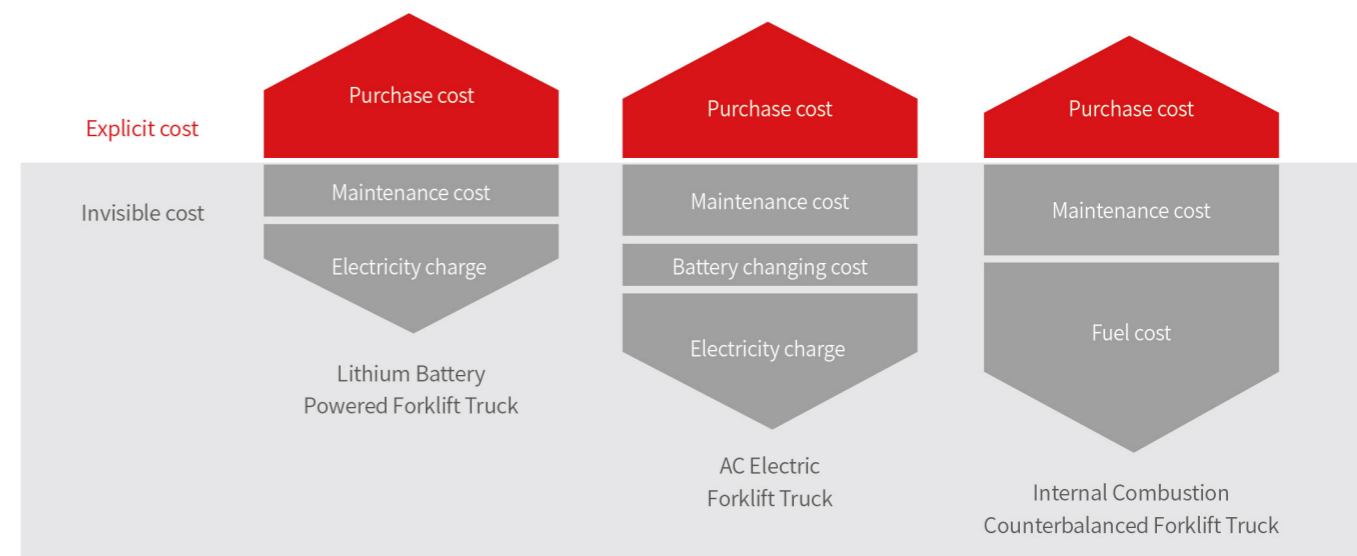 Explicit cost
Invisible cost
Purchase cost
Maintenance cost
Electricity charge
Lithium Battery
Powered Forklift Truck
Purchase cost
Maintenance cost
Battery changing cost
Electricity charge
AC Electric
Forklift Truck
Purchase cost
Maintenance cost
Fuel cost
Internal Combustion
Counterbalanced Forklift Truck